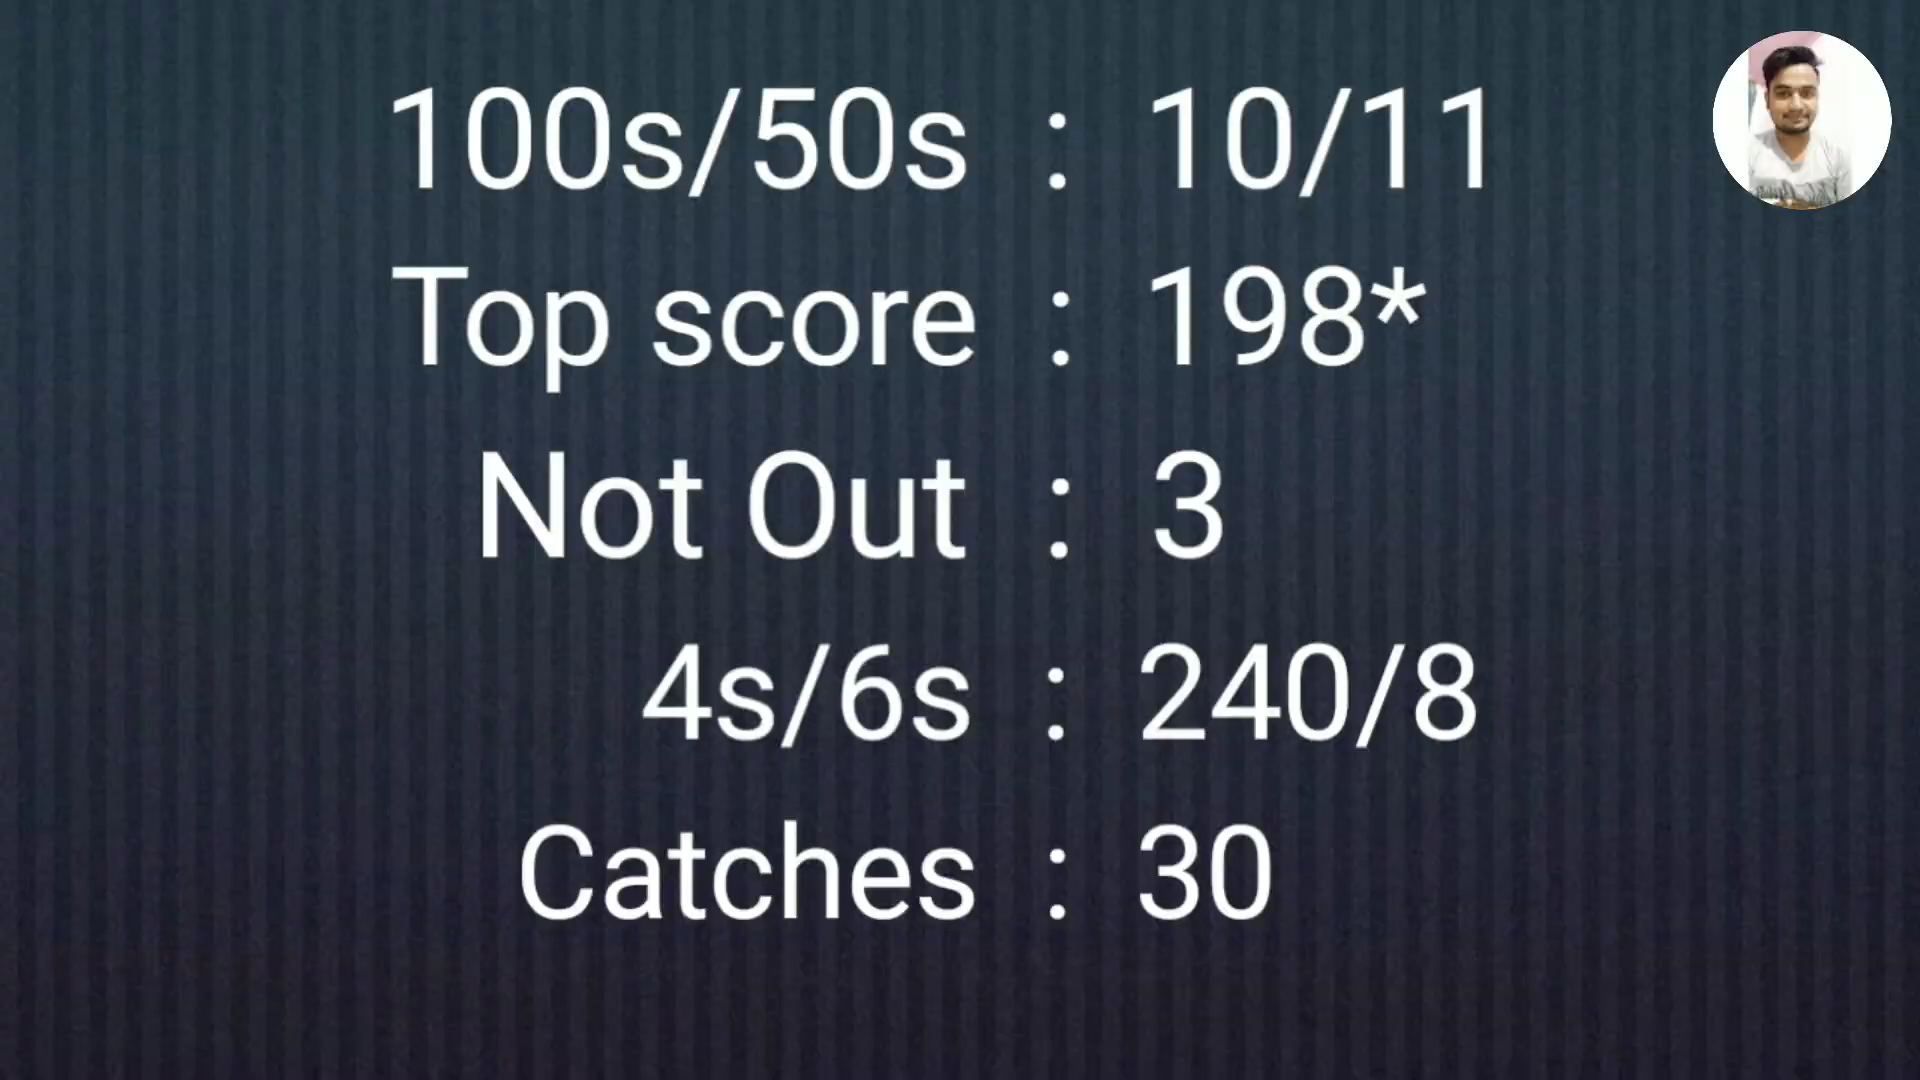 100s/50s : 10/11
Top score : 198*
Not Out : 3
4s/6s : 240/8
Catches : 30